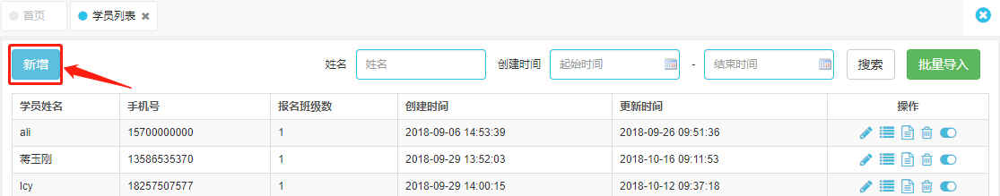 首页 学员列表
新增 姓名 姓名 创建时间 起始时间 - 结束时间 搜索 批量导入
学员姓名 手机号 报名班级数 创建时间 更新时间 操作
ali 15700000000 1 2018-09-06 14:53:39 2018-09-26 09:51:36
蒋玉刚 13586535370 1 2018-09-29 13:52:03 2018-10-16 09:11:53
lcy 18257507577 1 2018-09-29 14:00:15 2018-10-12 09:37:18